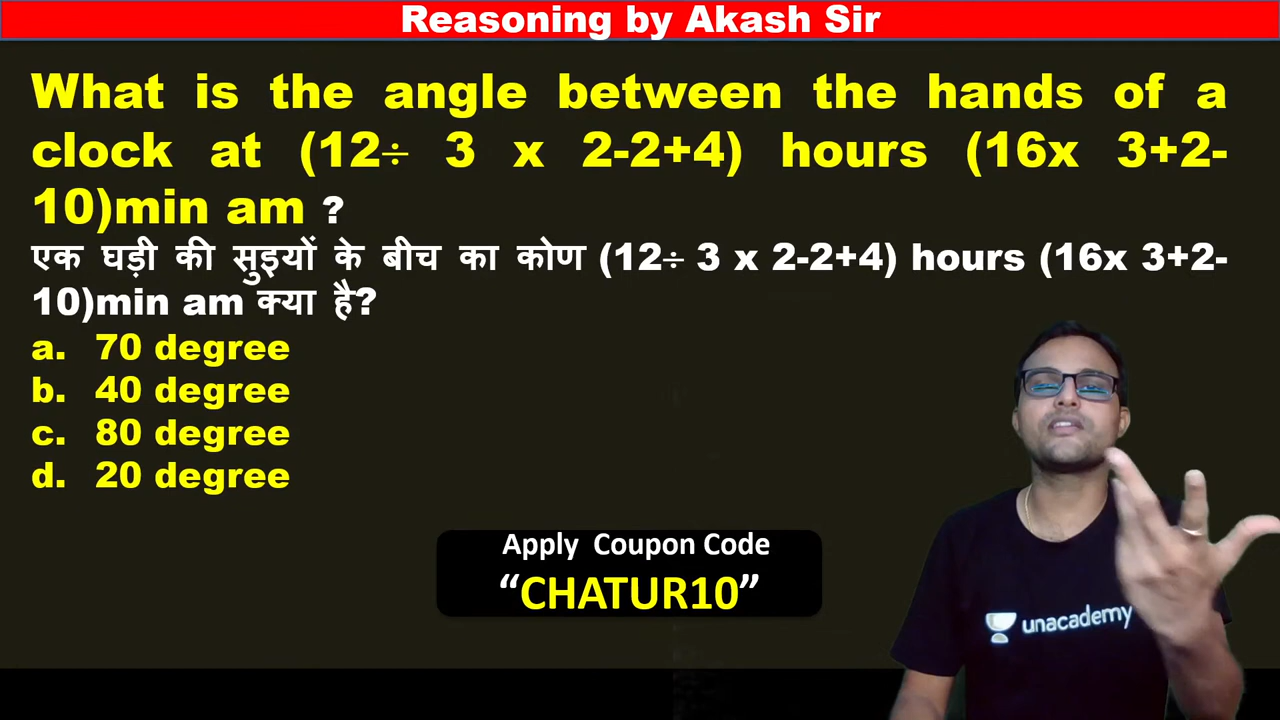 Reasoning by Akash Sir
What is the angle between the hands of a
clock at (12÷ 3 x 2-2+4) hours (16x 3+2-
10)min am ?
एक घड़ी की सुइयों के बीच का कोण (12÷ 3 x 2-2+4) hours (16x 3+2-
10)min am क्या है?
a. 70 degree
b. 40 degree
c. 80 degree
d. 20 degree
Apply Coupon Code
“CHATUR10”
unacademy